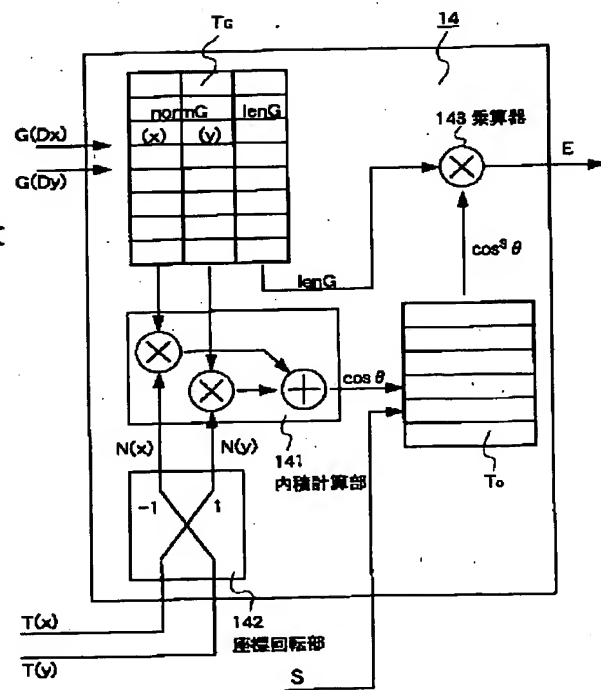 TG
14
normG
lenG
(x)
(y)
143 乗算器
G(Dx)
G(Dy)
E
cosˢ θ
lenG
cos θ
N(x)
N(y)
141
内積計算部
To
-1
1
142
座標回転部
T(x)
T(y)
S